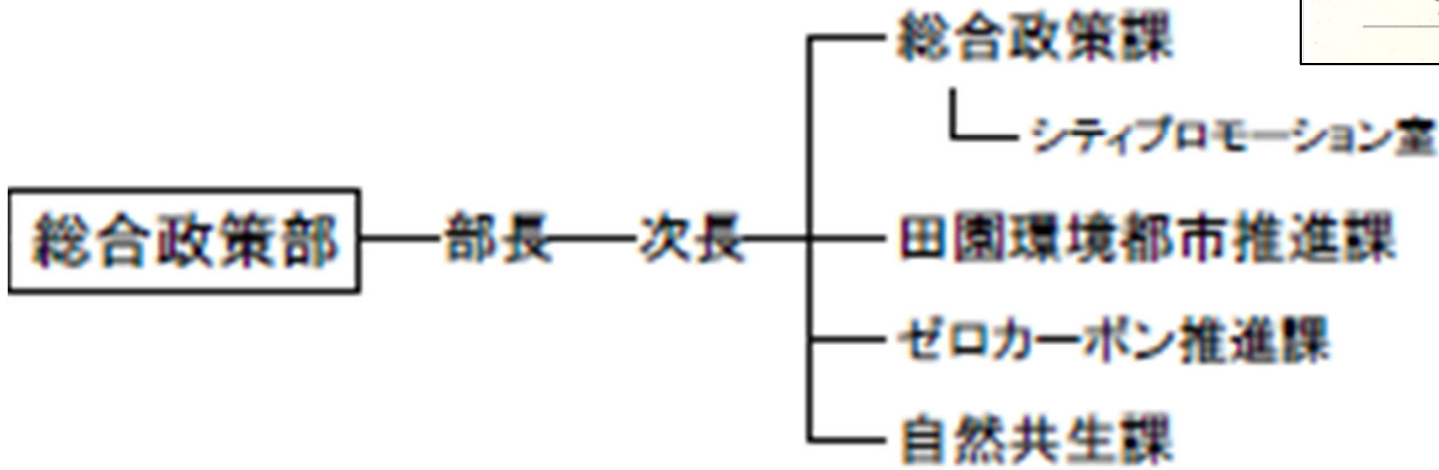 総合政策課
シティプロモーション室
総合政策部 部長 次長 田園環境都市推進課
ゼロカーボン推進課
自然共生課